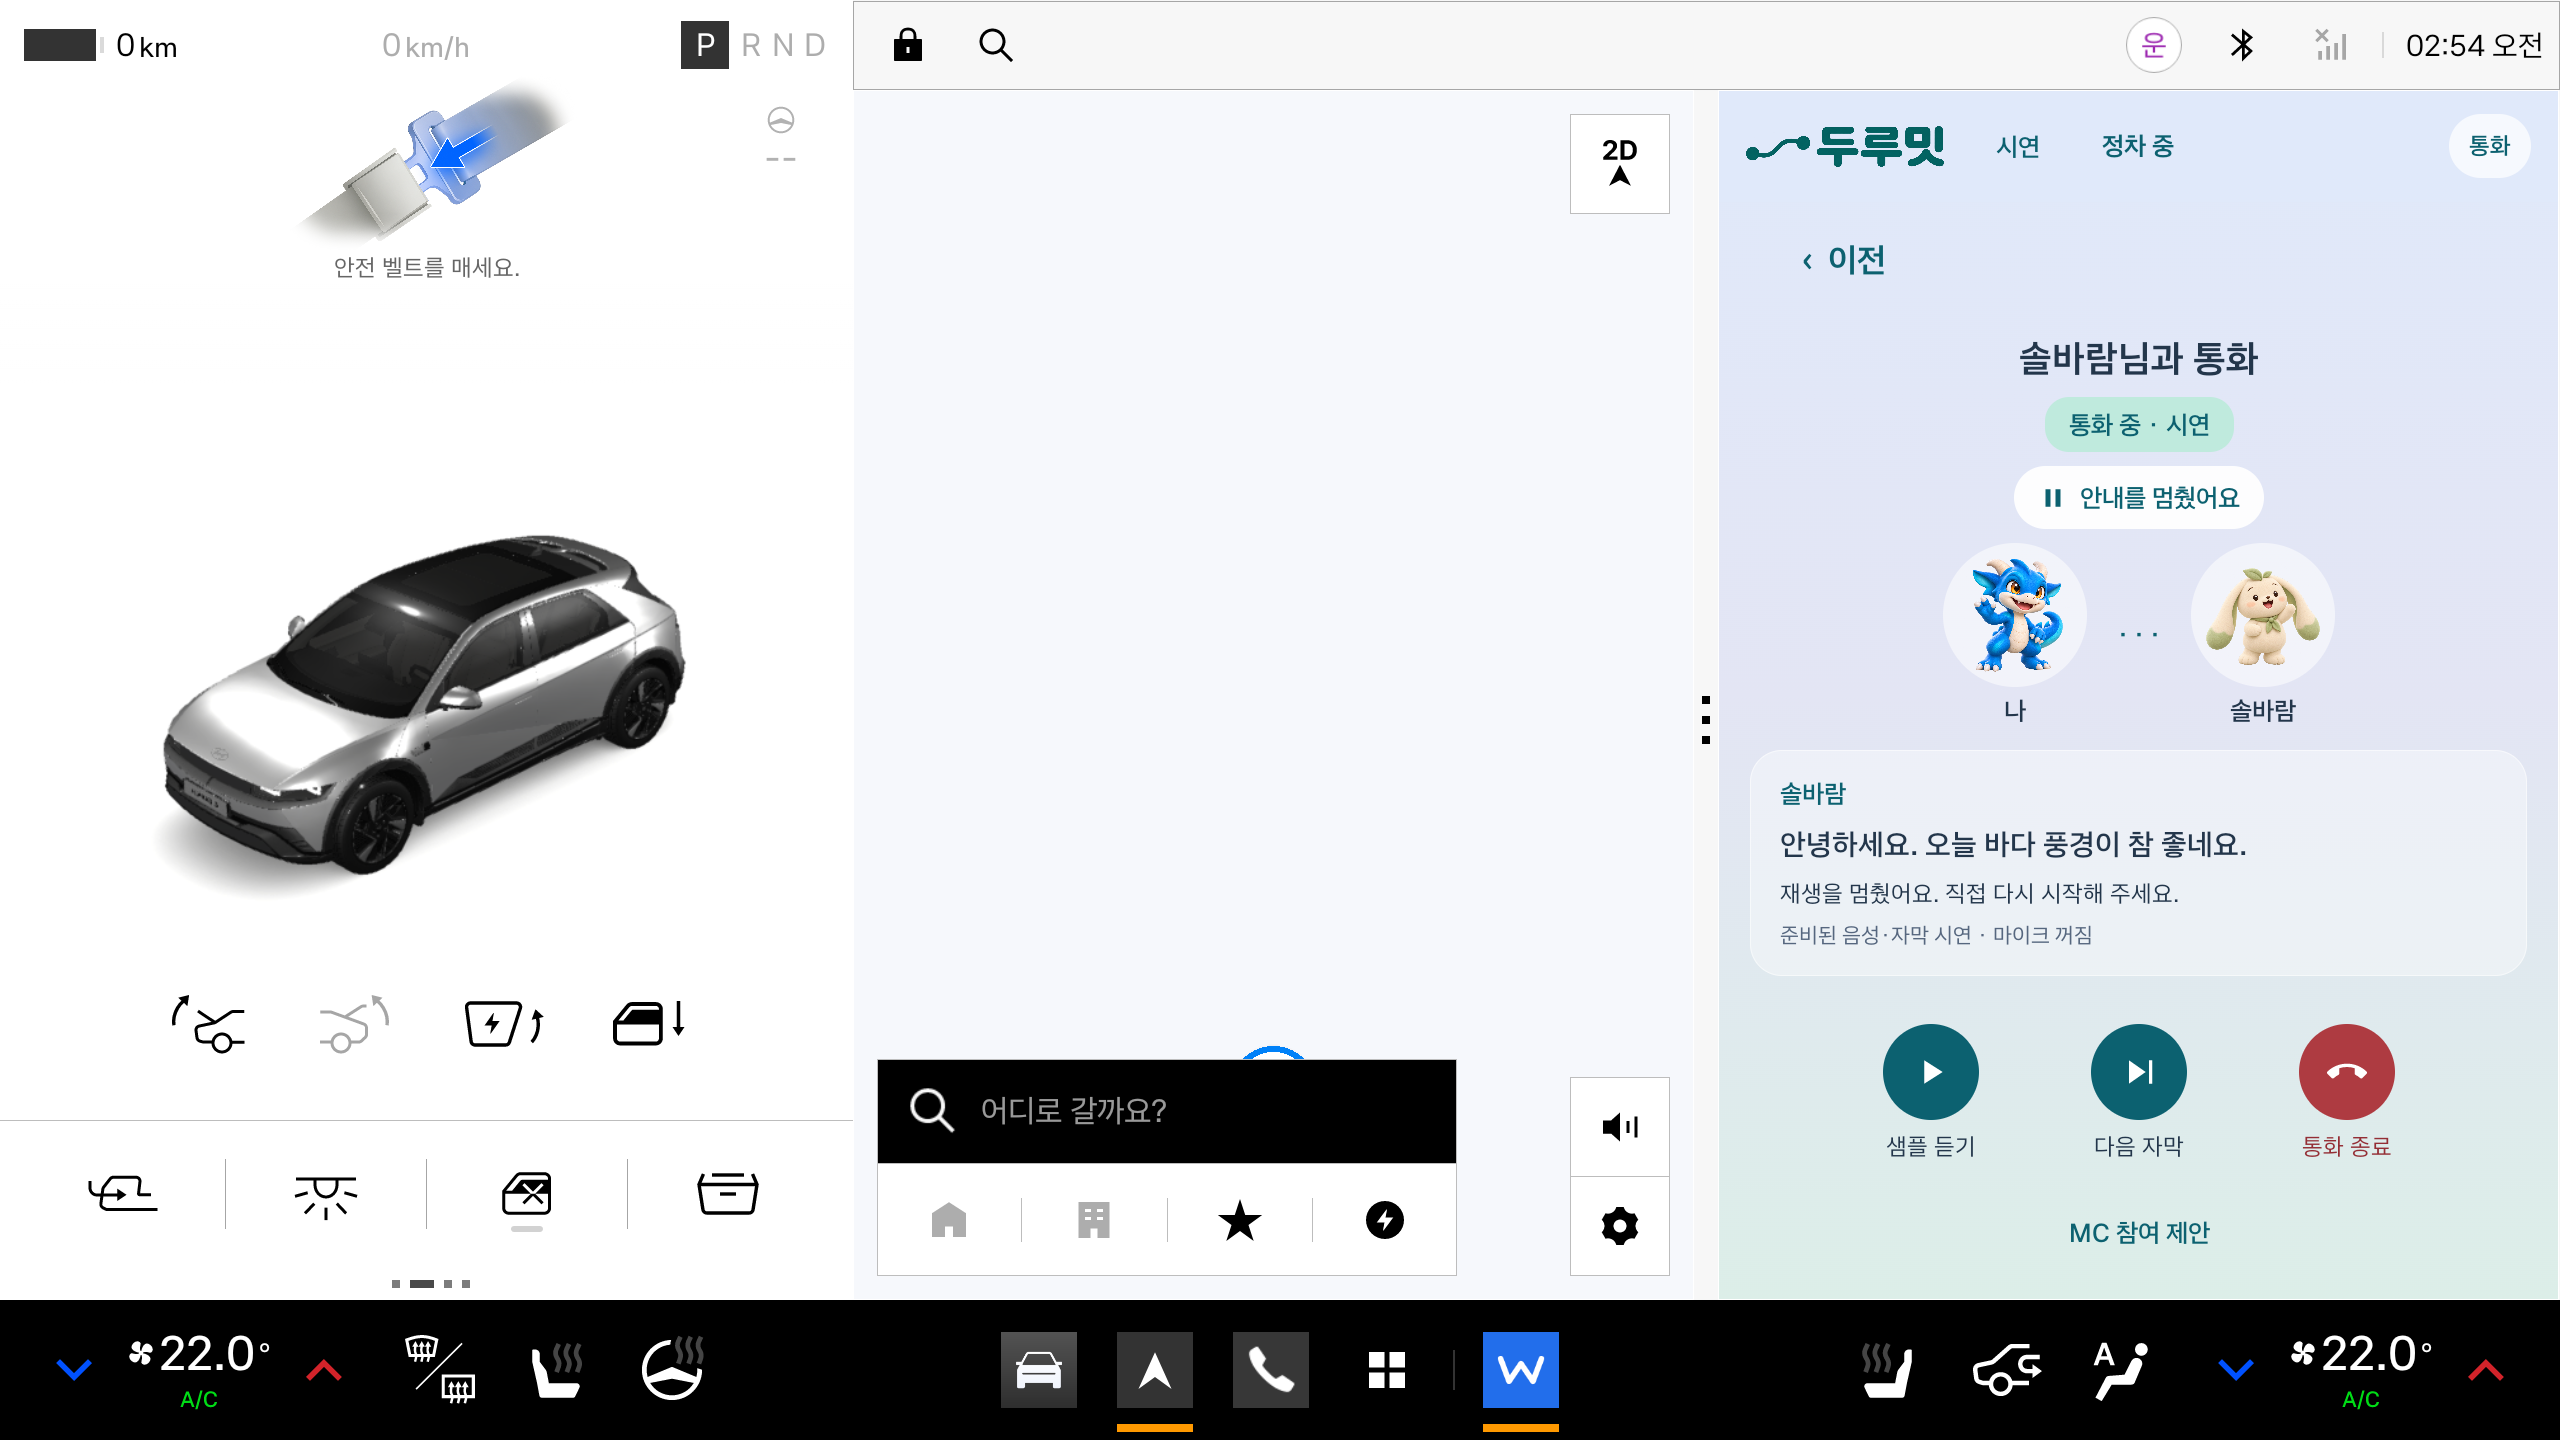 0 km
0 km/h
P R N D
안전 벨트를 매세요.
운
02:54 오전
2D
어디로 갈까요?
두루밋
시연
정차 중
통화
‹ 이전
솔바람님과 통화
통화 중 · 시연
안내를 멈췄어요
나
...
솔바람
솔바람
안녕하세요. 오늘 바다 풍경이 참 좋네요.
재생을 멈췄어요. 직접 다시 시작해 주세요.
준비된 음성·자막 시연 · 마이크 꺼짐
샘플 듣기
다음 자막
통화 종료
MC 참여 제안
22.0°
A/C
A
22.0°
A/C